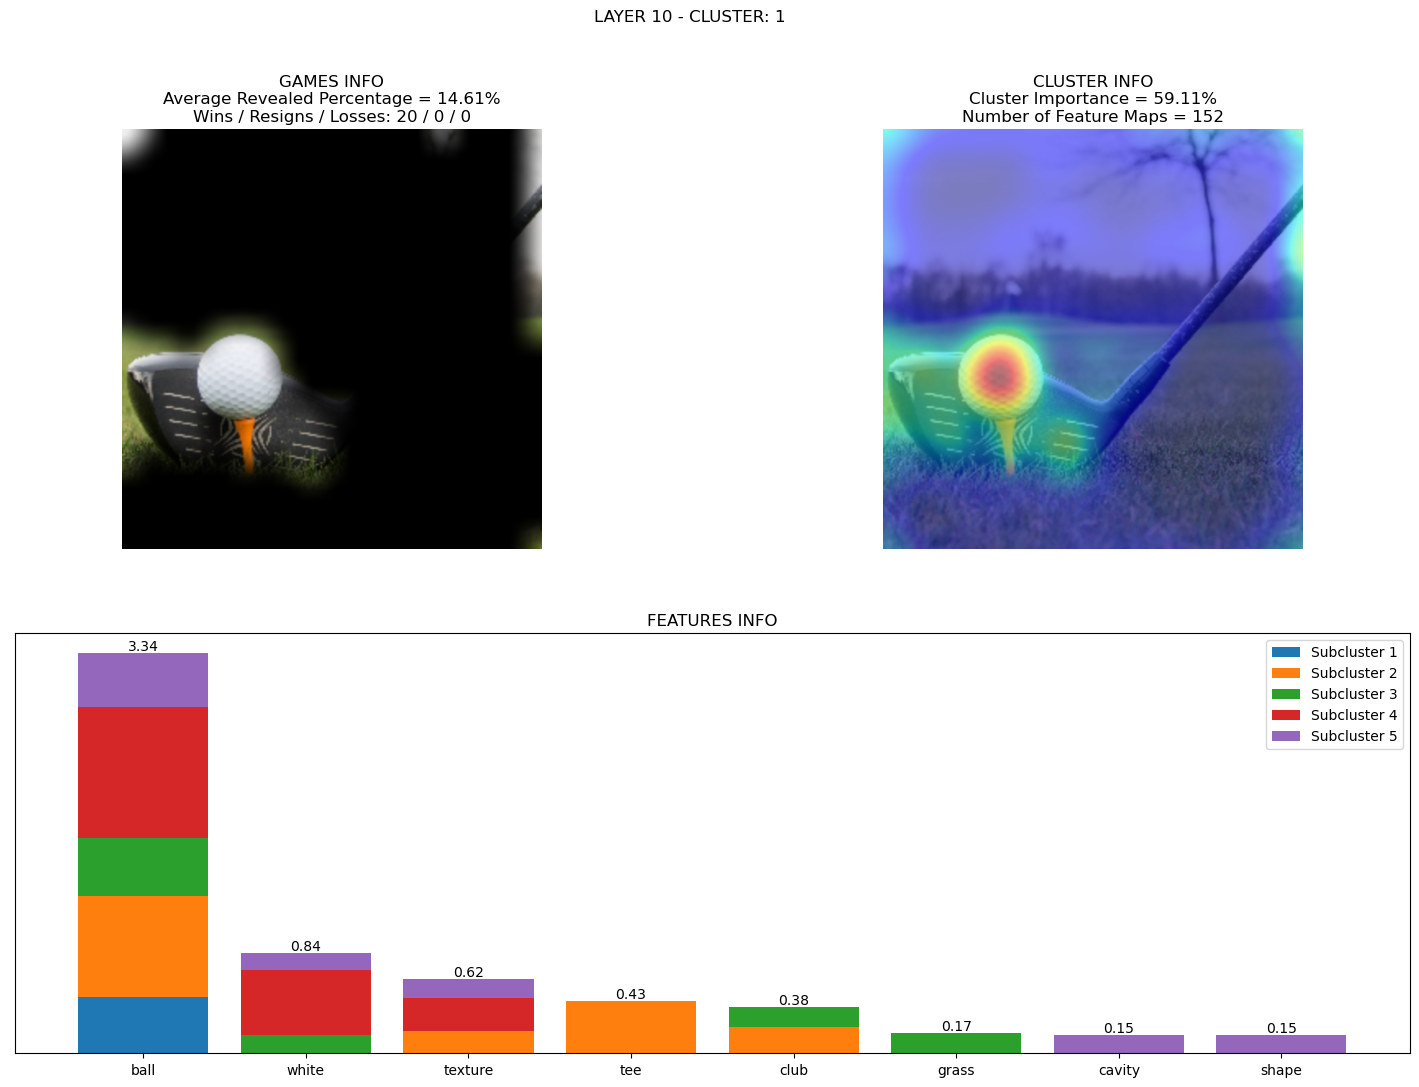 LAYER 10 - CLUSTER: 1
GAMES INFO
Average Revealed Percentage = 14.61%
Wins / Resigns / Losses: 20 / 0 / 0
CLUSTER INFO
Cluster Importance = 59.11%
Number of Feature Maps = 152
FEATURES INFO
3.34
0.84
0.62
0.43
0.38
0.17
0.15
0.15
Subcluster 1
Subcluster 2
Subcluster 3
Subcluster 4
Subcluster 5
ball
white
texture
tee
club
grass
cavity
shape